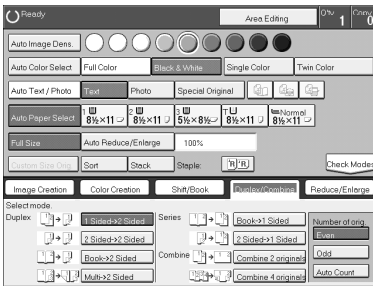 Ready
Area Editing
Q'ty 1
Copy 0
Auto Image Dens.
Auto Color Select Full Color Black & White Single Color Twin Color
Auto Text / Photo Text Photo Special Original
Auto Paper Select 1 8½×11 2 8½×11 3 5½×8½ T 8½×11 Normal 8½×11
Full Size Auto Reduce/Enlarge 100%
Custom Size Orig. Sort Stack Staple: Check Modes
Image Creation Color Creation Shift/Book Duplex/Combine Reduce/Enlarge
Select mode.
Duplex 1 Sided->2 Sided Series Book->1 Sided Number of orig.
2 Sided->2 Sided 2 Sided->1 Sided Even
Book->2 Sided Combine Combine 2 originals Odd
Multi->2 Sided Combine 4 originals Auto Count